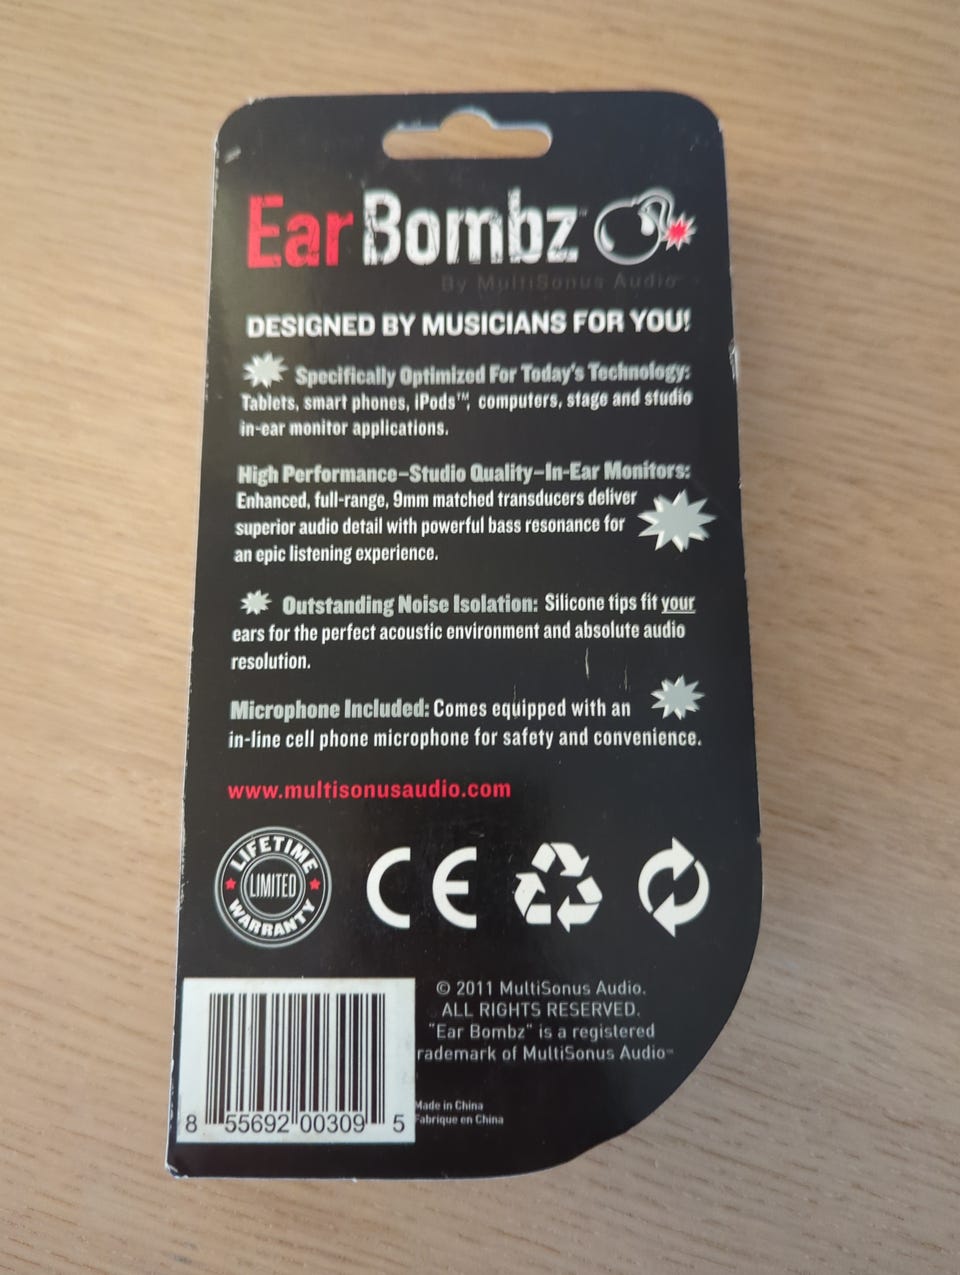 Ear Bombz™
By MultiSonus Audio™
DESIGNED BY MUSICIANS FOR YOU!
Specifically Optimized For Today's Technology:
Tablets, smart phones, iPods™, computers, stage and studio
in-ear monitor applications.
High Performance–Studio Quality–In-Ear Monitors:
Enhanced, full-range, 9mm matched transducers deliver
superior audio detail with powerful bass resonance for
an epic listening experience.
Outstanding Noise Isolation: Silicone tips fit your
ears for the perfect acoustic environment and absolute audio
resolution.
Microphone Included: Comes equipped with an
in-line cell phone microphone for safety and convenience.
www.multisonusaudio.com
LIFETIME
LIMITED
WARRANTY
CE
© 2011 MultiSonus Audio.
ALL RIGHTS RESERVED.
"Ear Bombz" is a registered
rademark of MultiSonus Audio™
Made in China
Fabrique en China
8 55692 00309 5